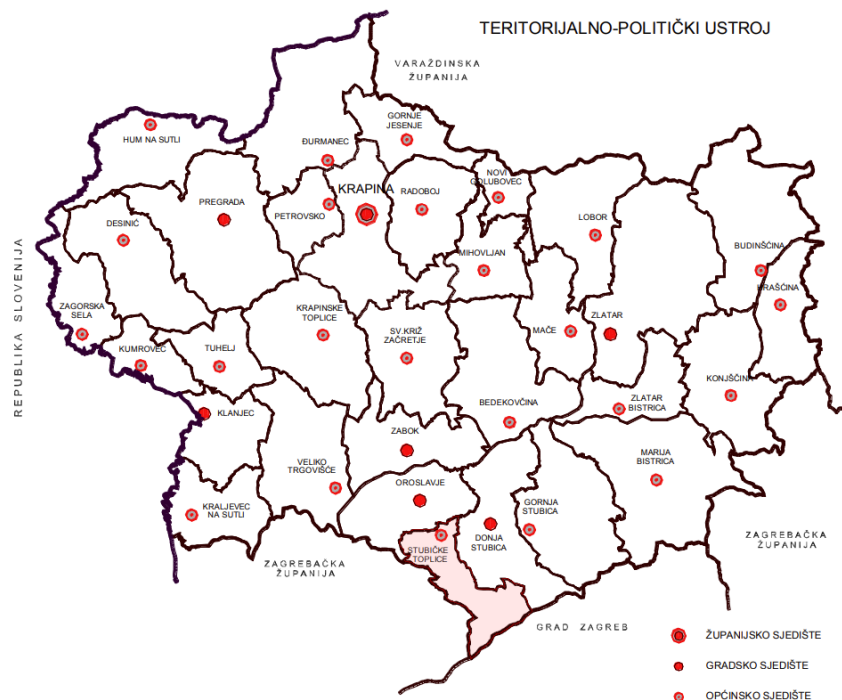 TERITORIJALNO-POLITIČKI USTROJ
VARAŽDINSKA
ŽUPANIJA
HUM NA SUTLI
ĐURMANEC
GORNJE
JESENJE
NOVI
GOLUBOVEC
KRAPINA
RADOBOJ
PREGRADA
PETROVSKO
DESINIĆ
LOBOR
BUDINŠĆINA
MIHOVLJAN
HRAŠĆINA
REPUBLIKA SLOVENIJA
ZAGORSKA
SELA
KRAPINSKE
TOPLICE
SV.KRIŽ
ZAČRETJE
MAČE
ZLATAR
KUMROVEC
TUHELJ
KONJŠĆINA
ZLATAR
BISTRICA
BEDEKOVČINA
KLANJEC
ZABOK
MARIJA
BISTRICA
VELIKO
TRGOVIŠĆE
OROSLAVJE
KRALJEVEC
NA SUTLI
GORNJA
STUBICA
DONJA
STUBICA
STUBIČKE
TOPLICE
ZAGREBAČKA
ŽUPANIJA
ZAGREBAČKA
ŽUPANIJA
GRAD ZAGREB
ŽUPANIJSKO SJEDIŠTE
GRADSKO SJEDIŠTE
OPĆINSKO SJEDIŠTE